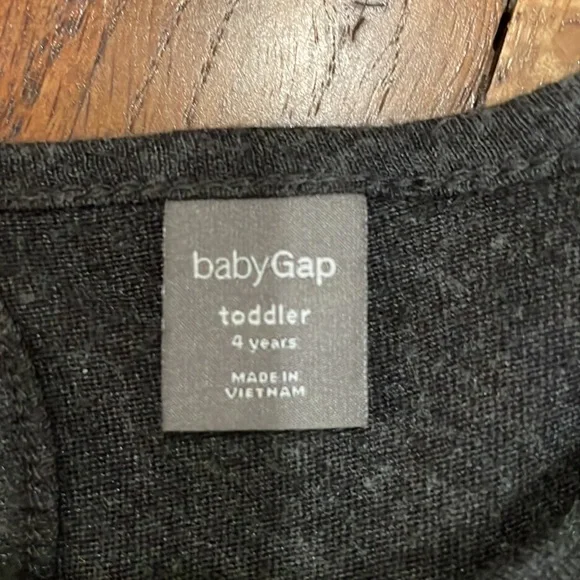 babyGap
toddler
4 years
MADE IN
VIETNAM